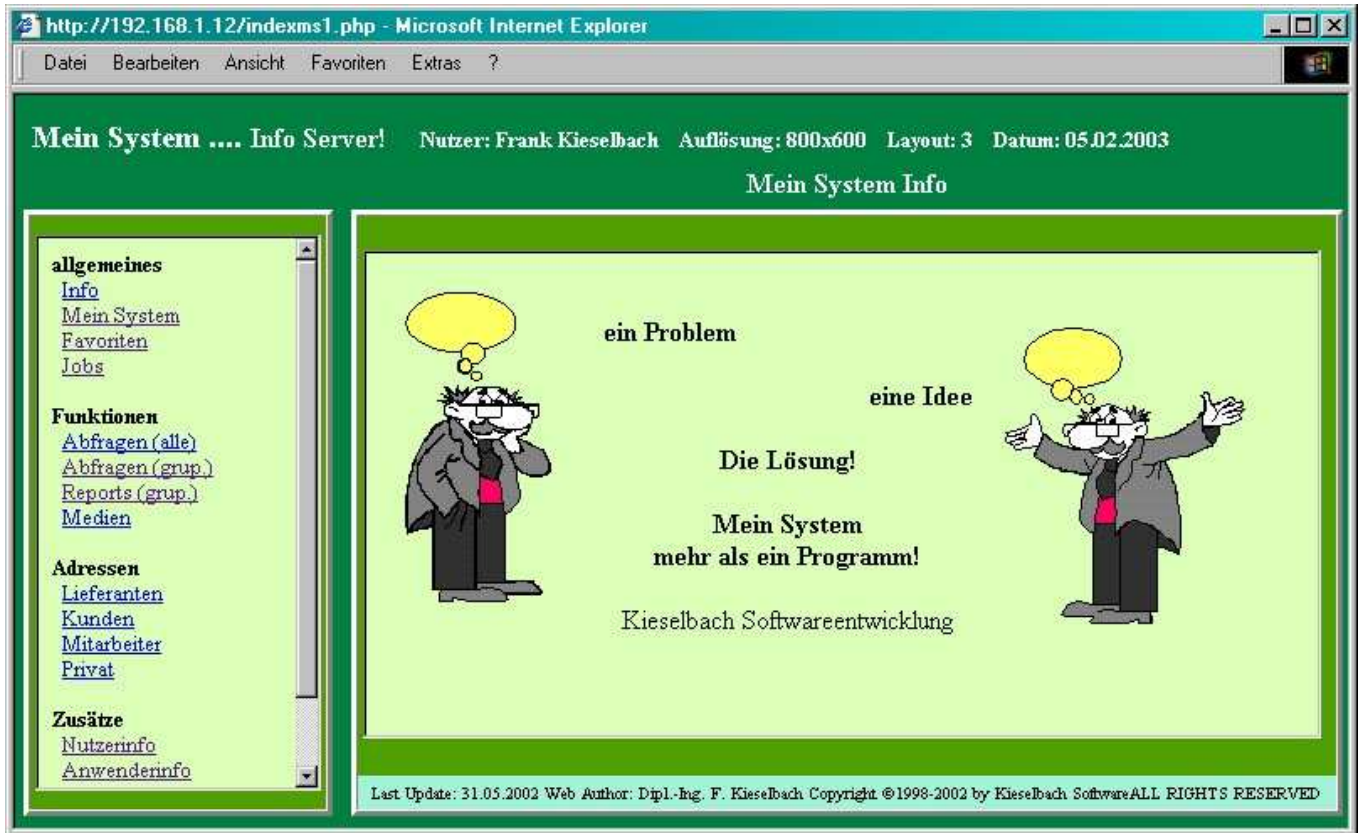 http://192.168.1.12/indexms1.php - Microsoft Internet Explorer
Datei Bearbeiten Ansicht Favoriten Extras ?
Mein System .... Info Server! Nutzer: Frank Kieselbach Auflösung: 800x600 Layout: 3 Datum: 05.02.2003
Mein System Info
allgemeines
Info
Mein System
Favoriten
Jobs
Funktionen
Abfragen (alle)
Abfragen (grup.)
Reports (grup.)
Medien
Adressen
Lieferanten
Kunden
Mitarbeiter
Privat
Zusätze
Nutzerinfo
Anwenderinfo
ein Problem
eine Idee
Die Lösung!
Mein System
mehr als ein Programm!
Kieselbach Softwareentwicklung
Last Update: 31.05.2002 Web Author: Dipl.-Ing. F. Kieselbach Copyright ©1998-2002 by Kieselbach SoftwareALL RIGHTS RESERVED